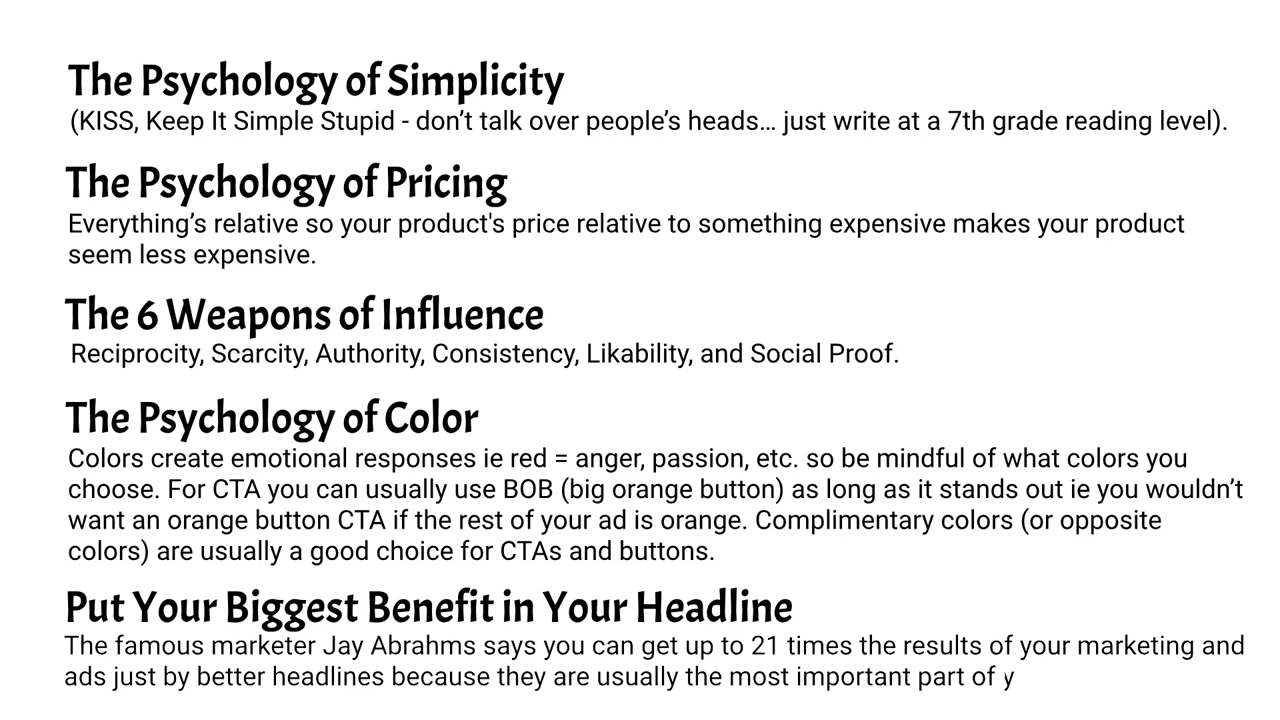 The Psychology of Simplicity
(KISS, Keep It Simple Stupid - don’t talk over people’s heads... just write at a 7th grade reading level).
The Psychology of Pricing
Everything’s relative so your product's price relative to something expensive makes your product
seem less expensive.
The 6 Weapons of Influence
Reciprocity, Scarcity, Authority, Consistency, Likability, and Social Proof.
The Psychology of Color
Colors create emotional responses ie red = anger, passion, etc. so be mindful of what colors you
choose. For CTA you can usually use BOB (big orange button) as long as it stands out ie you wouldn’t
want an orange button CTA if the rest of your ad is orange. Complimentary colors (or opposite
colors) are usually a good choice for CTAs and buttons.
Put Your Biggest Benefit in Your Headline
The famous marketer Jay Abrahms says you can get up to 21 times the results of your marketing and
ads just by better headlines because they are usually the most important part of y